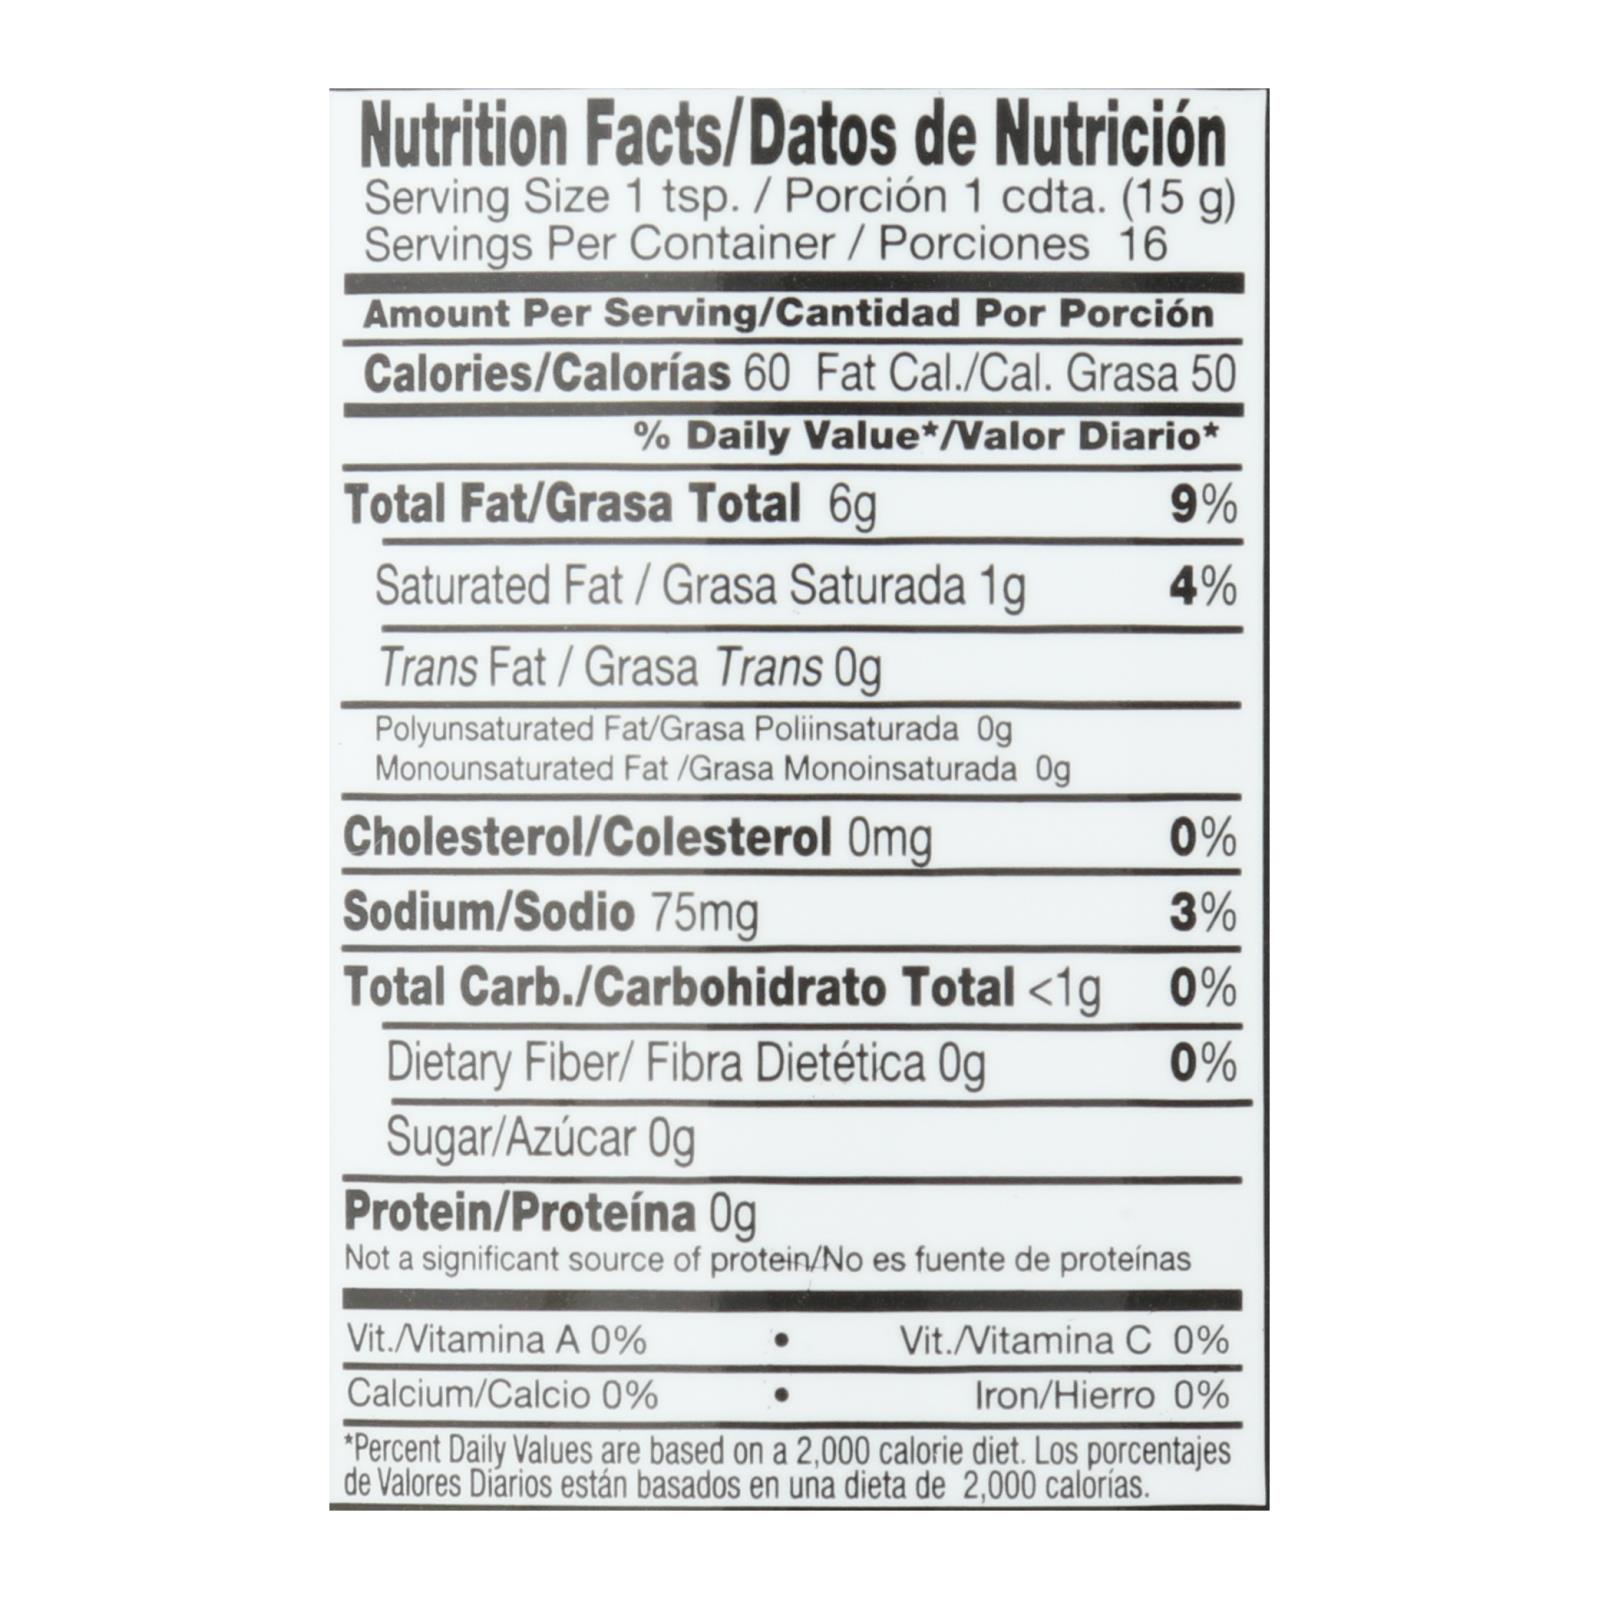 Nutrition Facts/Datos de Nutrición
Serving Size 1 tsp. / Porción 1 cdta. (15 g)
Servings Per Container / Porciones 16
Amount Per Serving/Cantidad Por Porción
Calories/Calorías 60 Fat Cal./Cal. Grasa 50
% Daily Value*/Valor Diario*
Total Fat/Grasa Total 6g 9%
Saturated Fat / Grasa Saturada 1g 4%
Trans Fat / Grasa Trans 0g
Polyunsaturated Fat/Grasa Poliinsaturada 0g
Monounsaturated Fat /Grasa Monoinsaturada 0g
Cholesterol/Colesterol 0mg 0%
Sodium/Sodio 75mg 3%
Total Carb./Carbohidrato Total <1g 0%
Dietary Fiber/ Fibra Dietética 0g 0%
Sugar/Azúcar 0g
Protein/Proteína 0g
Not a significant source of protein/No es fuente de proteínas
Vit./Vitamina A 0% • Vit./Vitamina C 0%
Calcium/Calcio 0% • Iron/Hierro 0%
*Percent Daily Values are based on a 2,000 calorie diet. Los porcentajes
de Valores Diarios están basados en una dieta de 2,000 calorías.